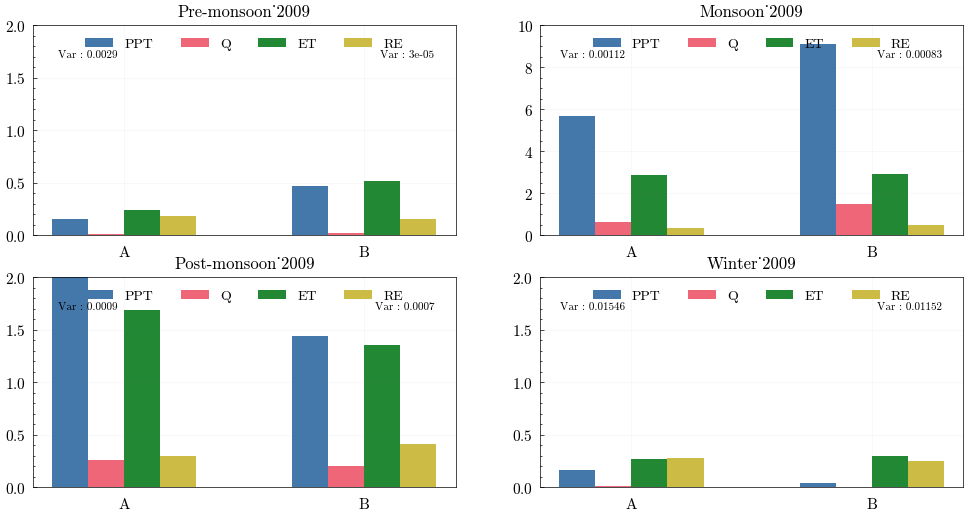 Pre-monsoon˙2009
2.0
1.5
1.0
0.5
0.0
PPT Q ET RE
Var : 0.0029 Var : 3e-05
A B
Monsoon˙2009
10
8
6
4
2
0
PPT Q ET RE
Var : 0.00112 Var : 0.00083
A B
Post-monsoon˙2009
2.0
1.5
1.0
0.5
0.0
PPT Q ET RE
Var : 0.0009 Var : 0.0007
A B
Winter˙2009
2.0
1.5
1.0
0.5
0.0
PPT Q ET RE
Var : 0.01546 Var : 0.01152
A B